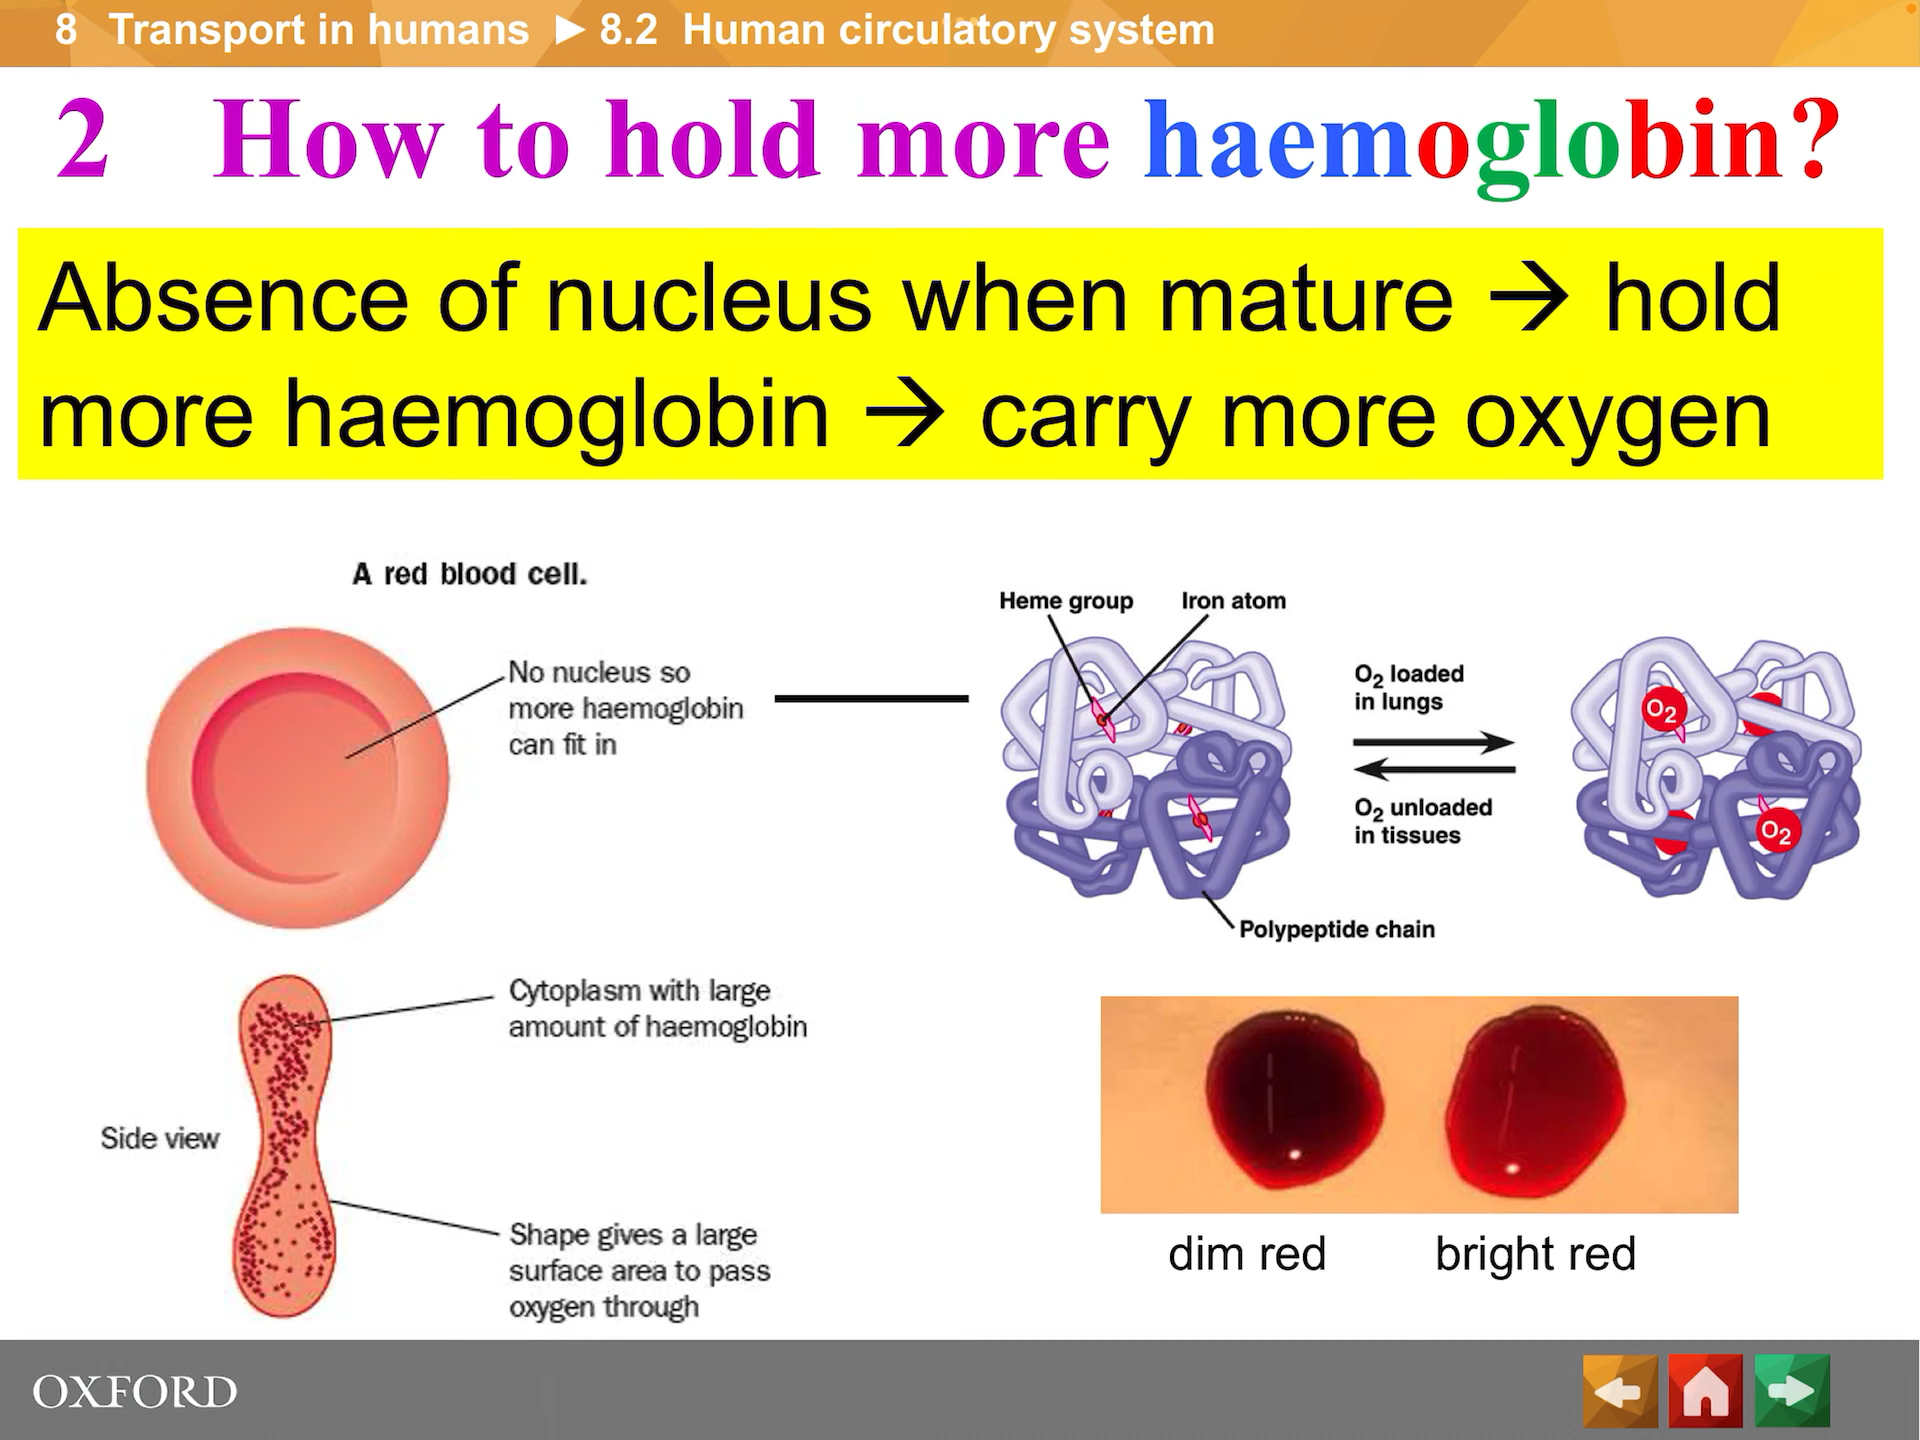 8 Transport in humans ► 8.2 Human circulatory system
2 How to hold more haemoglobin?
Absence of nucleus when mature → hold
more haemoglobin → carry more oxygen
A red blood cell.
No nucleus so
more haemoglobin
can fit in
Cytoplasm with large
amount of haemoglobin
Side view
Shape gives a large
surface area to pass
oxygen through
Heme group
Iron atom
O₂ loaded
in lungs
O₂ unloaded
in tissues
O₂
O₂
Polypeptide chain
dim red
bright red
OXFORD